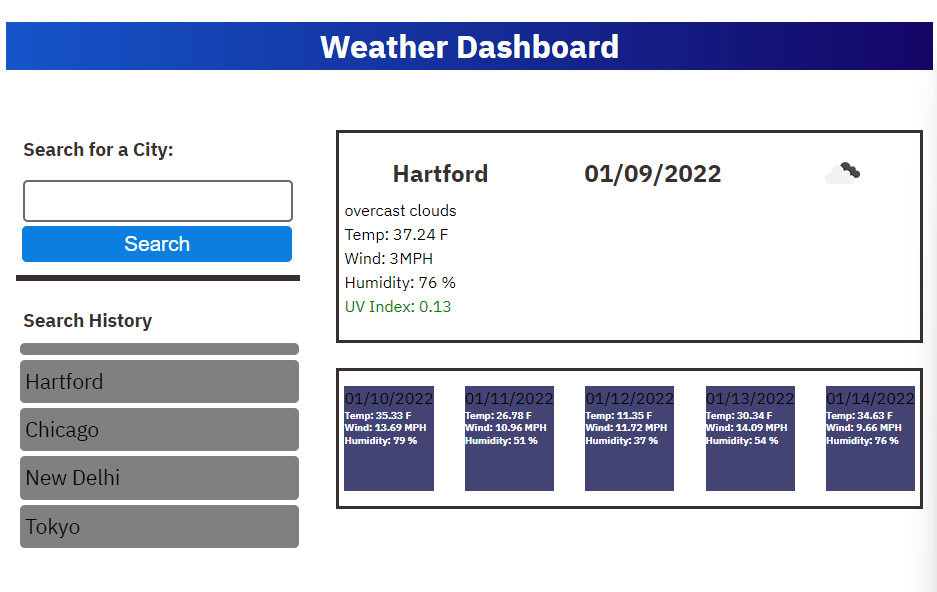 Weather Dashboard
Search for a City:
Search
Search History
Hartford
Chicago
New Delhi
Tokyo
Hartford 01/09/2022
overcast clouds
Temp: 37.24 F
Wind: 3MPH
Humidity: 76 %
UV Index: 0.13
01/10/2022
Temp: 35.33 F
Wind: 13.69 MPH
Humidity: 79 %
01/11/2022
Temp: 26.78 F
Wind: 10.96 MPH
Humidity: 51 %
01/12/2022
Temp: 11.35 F
Wind: 11.72 MPH
Humidity: 37 %
01/13/2022
Temp: 30.34 F
Wind: 14.09 MPH
Humidity: 54 %
01/14/2022
Temp: 34.63 F
Wind: 9.66 MPH
Humidity: 76 %